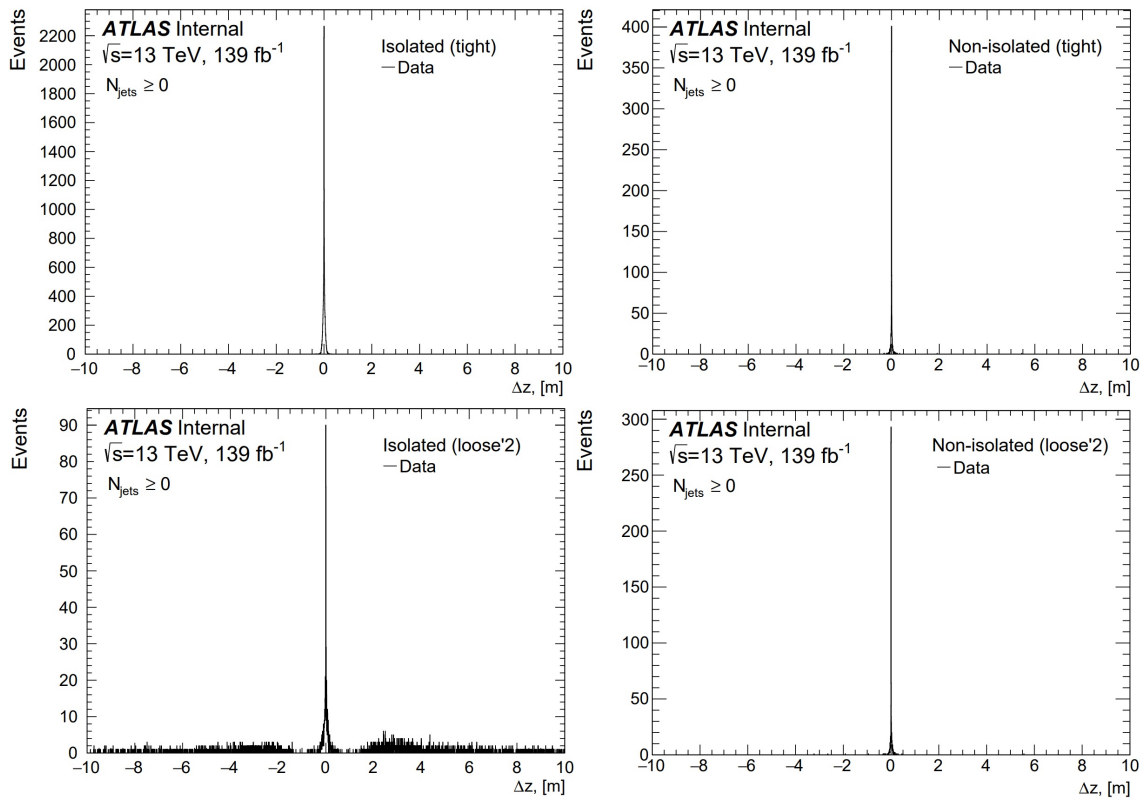 Events
ATLAS Internal
√s=13 TeV, 139 fb-1
Njets ≥ 0
Isolated (tight)
Data
2200
2000
1800
1600
1400
1200
1000
800
600
400
200
0
−10 −8 −6 −4 −2 0 2 4 6 8 10
Δz, [m]
Events
ATLAS Internal
√s=13 TeV, 139 fb-1
Njets ≥ 0
Non-isolated (tight)
Data
400
350
300
250
200
150
100
50
0
−10 −8 −6 −4 −2 0 2 4 6 8 10
Δz, [m]
Events
ATLAS Internal
√s=13 TeV, 139 fb-1
Njets ≥ 0
Isolated (loose'2)
Data
90
80
70
60
50
40
30
20
10
0
−10 −8 −6 −4 −2 0 2 4 6 8 10
Δz, [m]
Events
ATLAS Internal
√s=13 TeV, 139 fb-1
Njets ≥ 0
Non-isolated (loose'2)
Data
300
250
200
150
100
50
0
−10 −8 −6 −4 −2 0 2 4 6 8 10
Δz, [m]